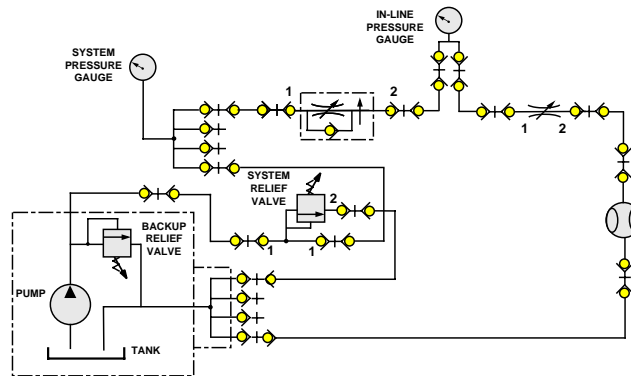 IN-LINE
PRESSURE
GAUGE
SYSTEM
PRESSURE
GAUGE
1
2
1
2
SYSTEM
RELIEF
VALVE
2
1
1
BACKUP
RELIEF
VALVE
PUMP
TANK